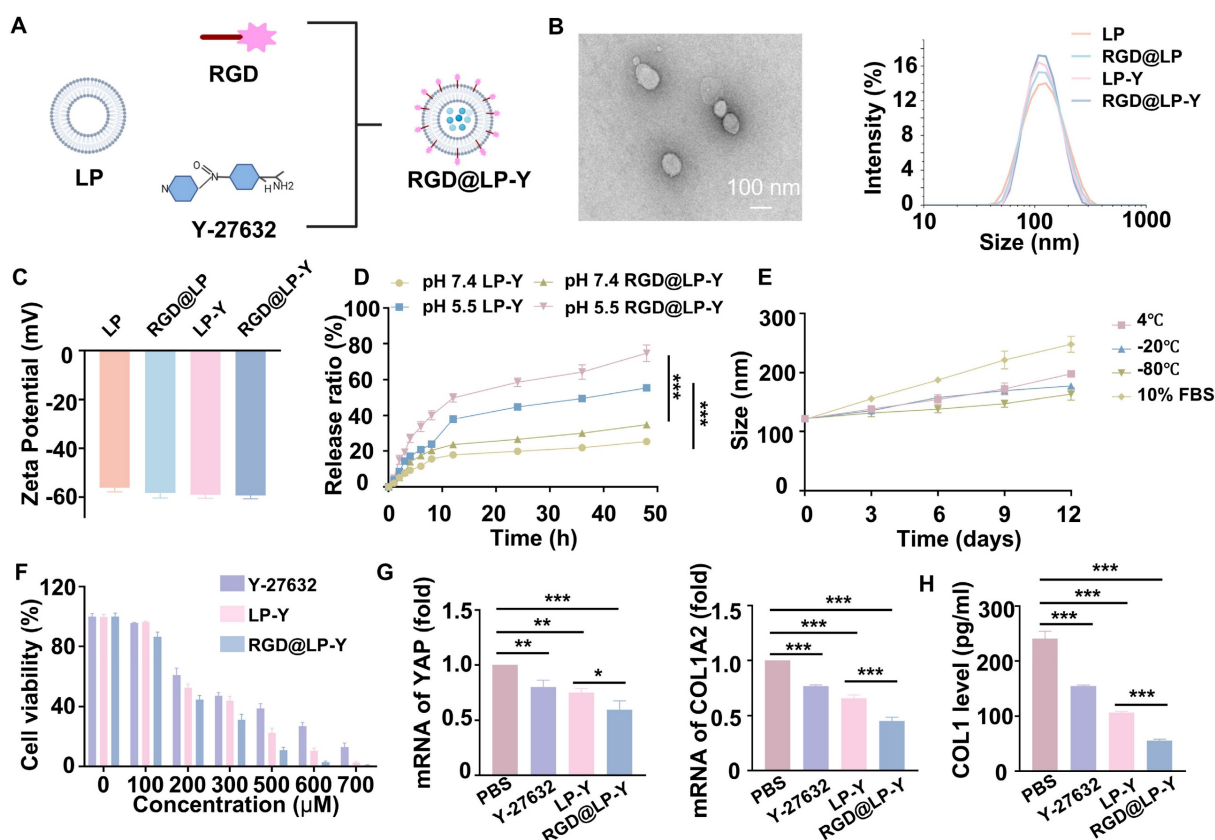 A
RGD
LP
N
O
N
H
NH2
Y-27632
RGD@LP-Y
B
100 nm
Intensity (%)
16
12
8
4
0
10
100
1000
Size (nm)
LP
RGD@LP
LP-Y
RGD@LP-Y
C
Zeta Potential (mV)
LP
RGD@LP
LP-Y
RGD@LP-Y
0
-20
-40
-60
D
pH 7.4 LP-Y
pH 7.4 RGD@LP-Y
pH 5.5 LP-Y
pH 5.5 RGD@LP-Y
Release ratio (%)
100
80
60
40
20
0
0
10
20
30
40
50
Time (h)
***
***
E
Size (nm)
300
200
100
0
0
3
6
9
12
Time (days)
4℃
-20℃
-80℃
10% FBS
F
Cell viability (%)
120
80
40
0
0
100
200
300
500
600
700
Concentration (μM)
Y-27632
LP-Y
RGD@LP-Y
G
mRNA of YAP (fold)
1.5
1.0
0.5
0.0
***
**
**
*
PBS
Y-27632
LP-Y
RGD@LP-Y
mRNA of COL1A2 (fold)
1.5
1.0
0.5
0.0
***
***
***
***
PBS
Y-27632
LP-Y
RGD@LP-Y
H
COL1 level (pg/ml)
300
200
100
0
***
***
***
***
PBS
Y-27632
LP-Y
RGD@LP-Y